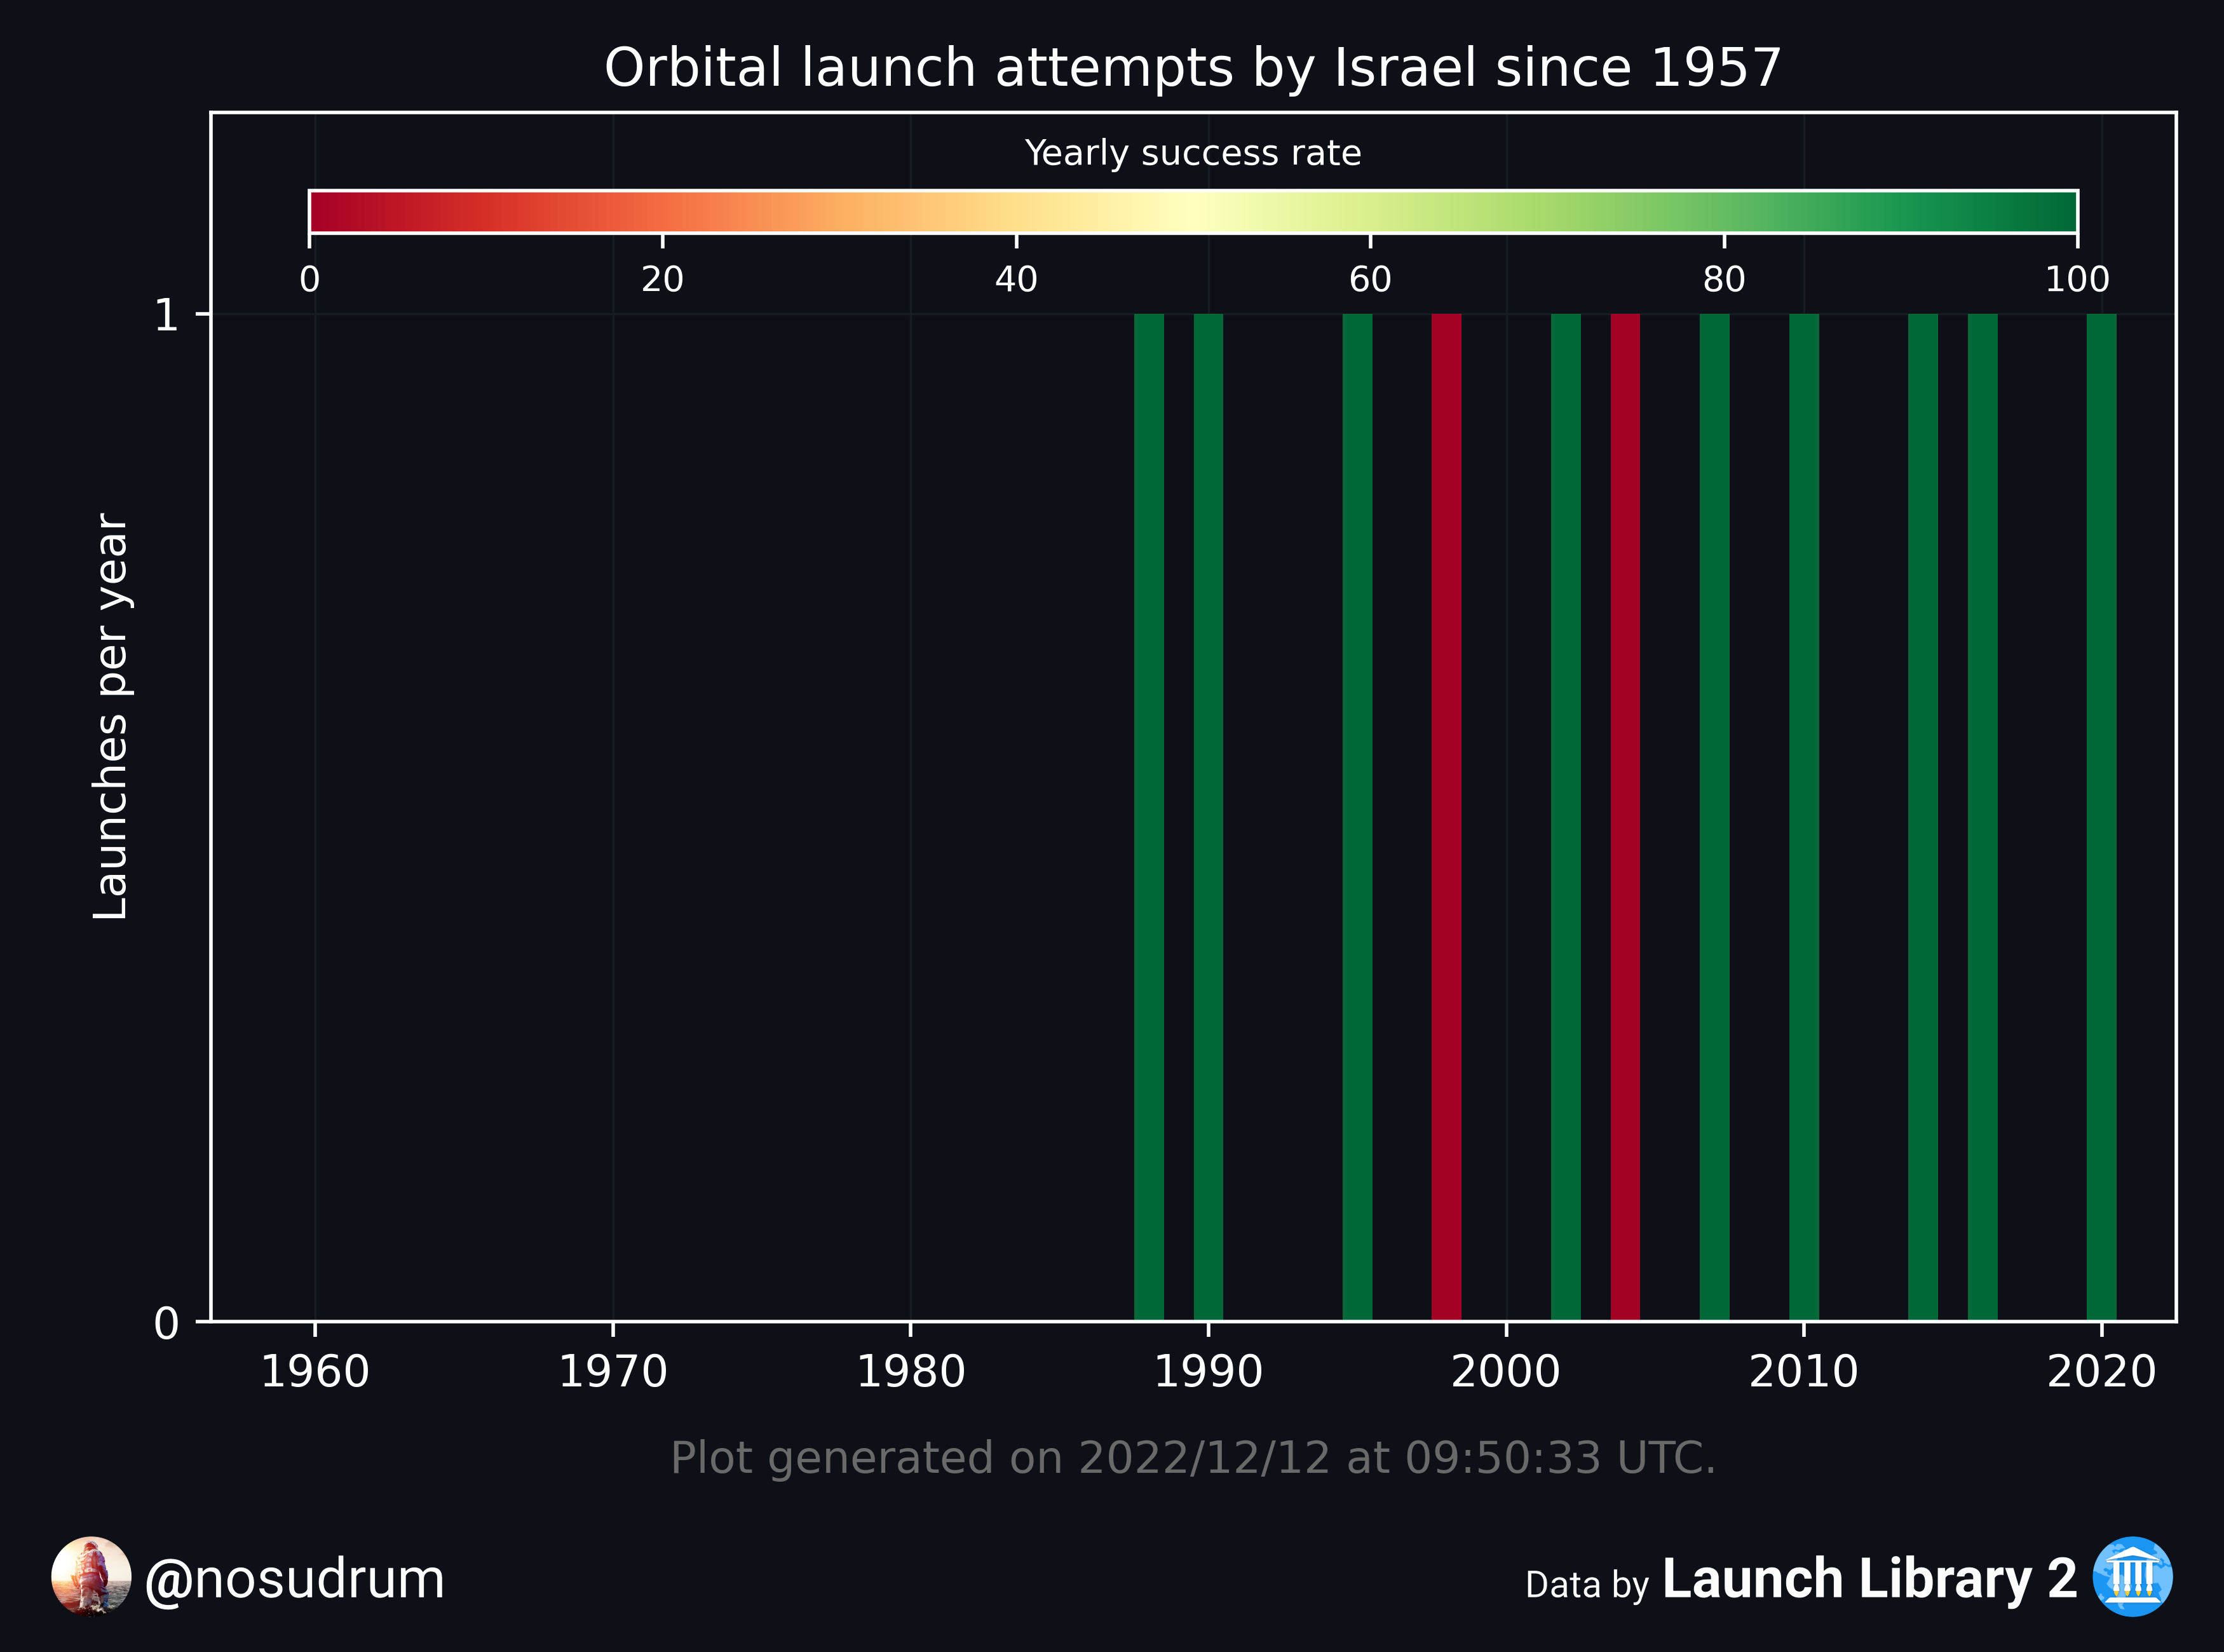 Orbital launch attempts by Israel since 1957
Yearly success rate
0 20 40 60 80 100
1
Launches per year
0
1960 1970 1980 1990 2000 2010 2020
Plot generated on 2022/12/12 at 09:50:33 UTC.
@nosudrum
Data by Launch Library 2